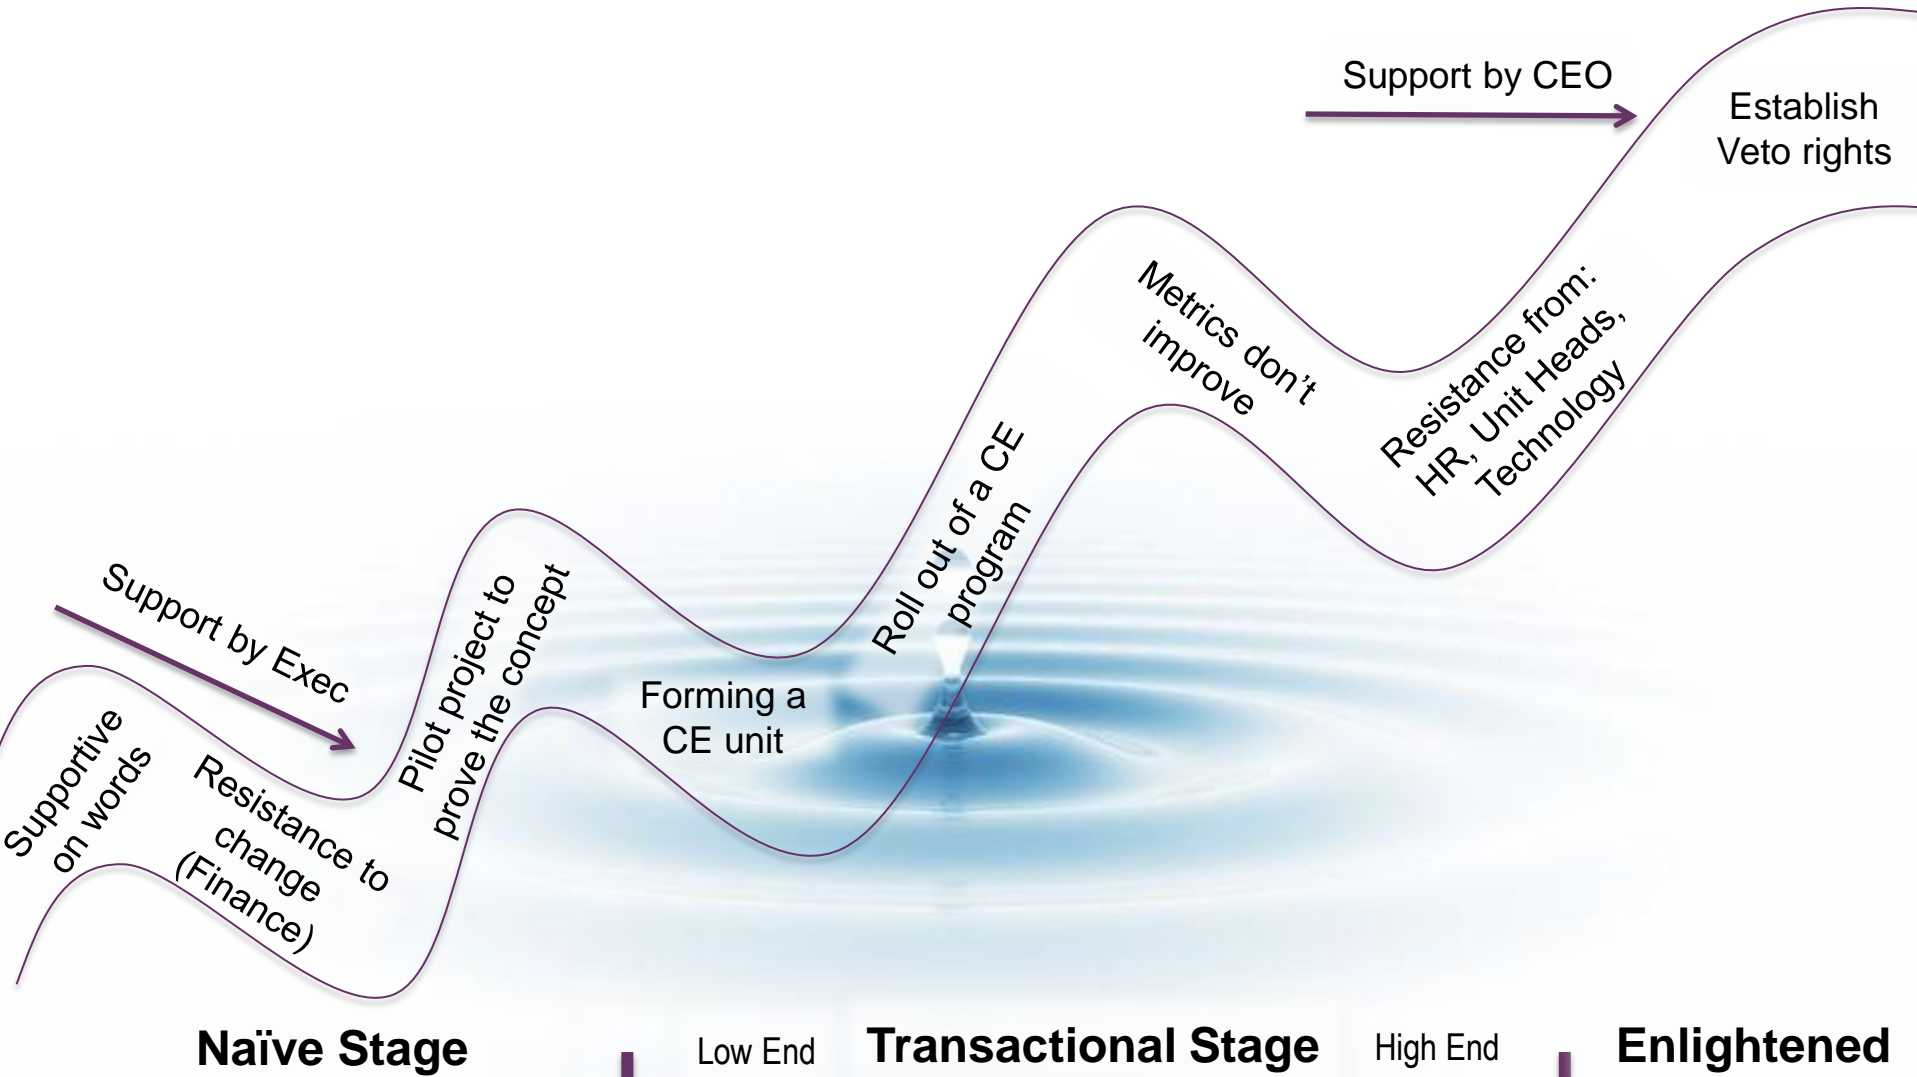 Support by CEO
Establish
Veto rights
Metrics don’t
improve
Resistance from:
HR, Unit Heads,
Technology
Roll out of a CE
program
Support by Exec
Pilot project to
prove the concept
Forming a
CE unit
Supportive
on words
Resistance to
change
(Finance)
Naïve Stage
Low End
Transactional Stage
High End
Enlightened